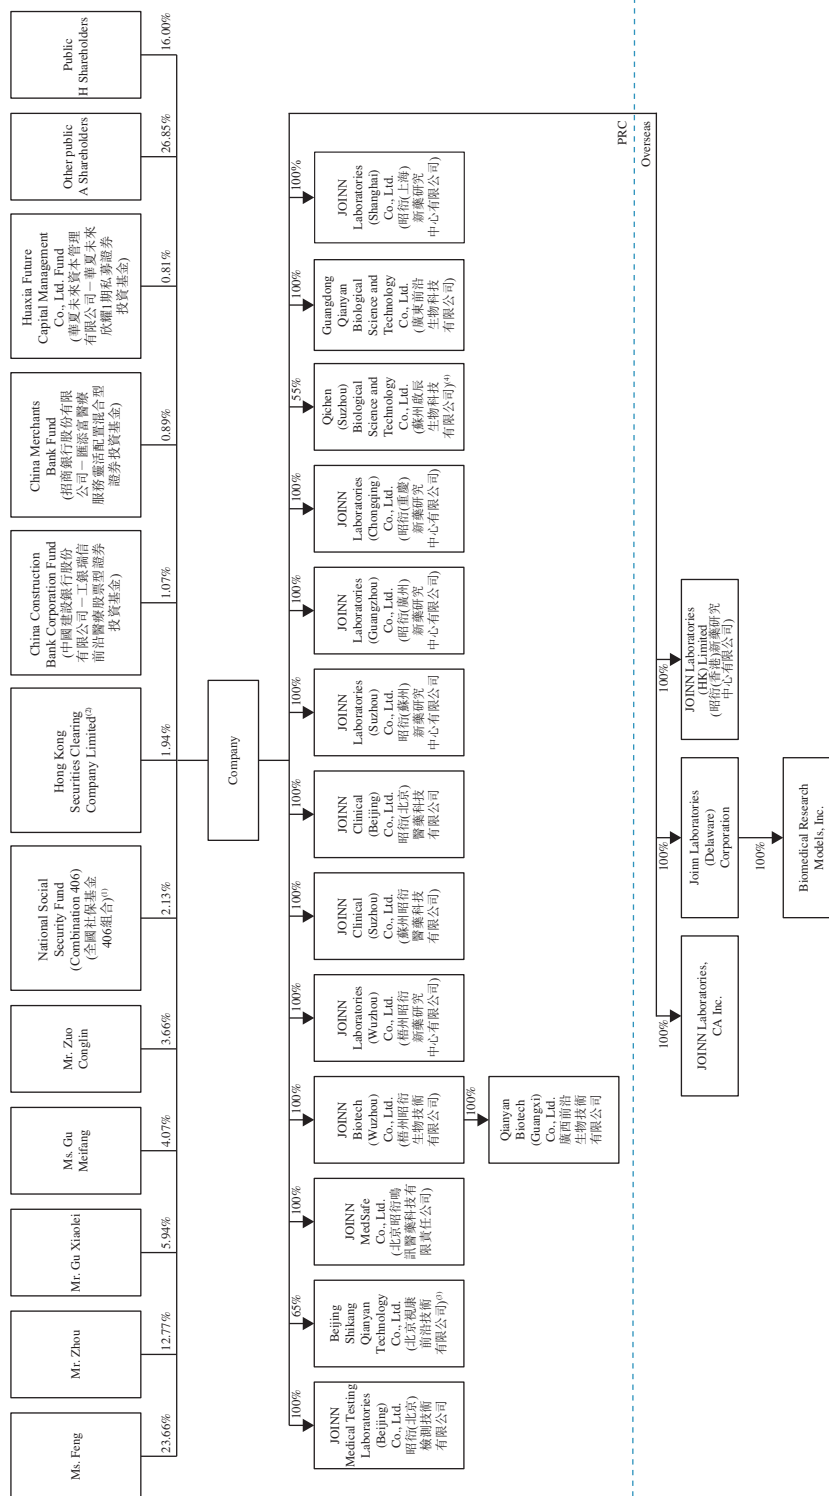 Ms. Feng
23.66%
Mr. Zhou
12.77%
Mr. Gu Xiaolei
5.94%
Ms. Gu
Meifang
4.07%
Mr. Zuo
Conglin
3.66%
National Social
Security Fund
(Combination 406)
(全國社保基金
406組合)(1)
2.13%
Hong Kong
Securities Clearing
Company Limited(2)
1.94%
China Construction
Bank Corporation Fund
(中國建設銀行股份
有限公司－工銀瑞信
前沿醫療股票型證券
投資基金)
1.07%
China Merchants
Bank Fund
(招商銀行股份有限
公司－匯添富醫療
服務靈活配置混合型
證券投資基金)
0.89%
Huaxia Future
Capital Management
Co., Ltd. Fund
(華夏未來資本管理
有限公司－華夏未來
欣耀1期私募證券
投資基金)
0.81%
Other public
A Shareholders
26.85%
Public
H Shareholders
16.00%
Company
100%
JOINN
Medical Testing
Laboratories
(Beijing)
Co., Ltd.
昭衍(北京)
檢測技術
有限公司
65%
Beijing
Shikang
Qianyan
Technology
Co., Ltd.
(北京視康
前沿技術
有限公司)(3)
100%
JOINN
MedSafe
Co., Ltd.
(北京昭衍鳴
訊醫藥科技有
限責任公司)
100%
JOINN
Biotech
(Wuzhou)
Co., Ltd.
(梧州昭衍
生物技術
有限公司)
100%
Qianyan
Biotech
(Guangxi)
Co., Ltd.
廣西前沿
生物技術
有限公司
100%
JOINN
Laboratories
(Wuzhou)
Co., Ltd.
(梧州昭衍
新藥研究
中心有限公司)
100%
JOINN
Clinical
(Suzhou)
Co., Ltd.
(蘇州昭衍
醫藥科技
有限公司)
100%
JOINN
Clinical
(Beijing)
Co., Ltd.
昭衍(北京)
醫藥科技
有限公司
100%
JOINN
Laboratories
(Suzhou)
Co., Ltd.
昭衍(蘇州)
新藥研究
中心有限公司
100%
JOINN
Laboratories
(Guangzhou)
Co., Ltd.
(昭衍(廣州)
新藥研究
中心有限公司)
100%
JOINN
Laboratories
(Chongqing)
Co., Ltd.
(昭衍(重慶)
新藥研究
中心有限公司)
55%
Qichen
(Suzhou)
Biological
Science and
Technology
Co., Ltd.
(蘇州啟辰
生物科技
有限公司)(4)
100%
Guangdong
Qianyan
Biological
Science and
Technology
Co., Ltd.
(廣東前沿
生物科技
有限公司)
100%
JOINN
Laboratories
(Shanghai)
Co., Ltd.
(昭衍(上海)
新藥研究
中心有限公司)
PRC
Overseas
100%
JOINN Laboratories,
CA Inc.
100%
Joinn Laboratories
(Delaware)
Corporation
100%
Biomedical Research
Models, Inc.
100%
JOINN Laboratories
(HK) Limited
(昭衍(香港)新藥研究
中心有限公司)